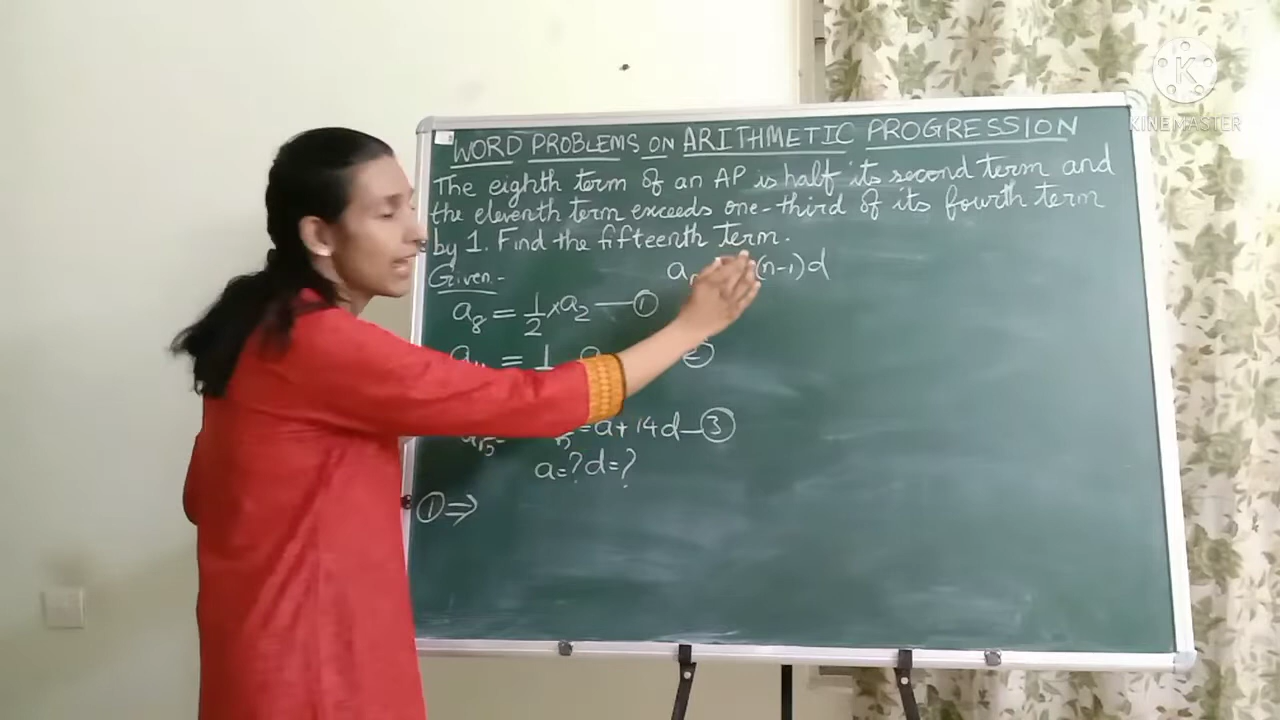 WORD PROBLEMS ON ARITHMETIC PROGRESSION
The eighth term of an AP is half its second term and
the eleventh term exceeds one-third of its fourth term
by 1. Find the fifteenth term.
Given:-
(n-1)d
a₈ = 1/2 × a₂ — ①
= 1 ②
a₁₅ = a + 14d — ③
a=? d=?
① ⇒
K
KINEMASTER